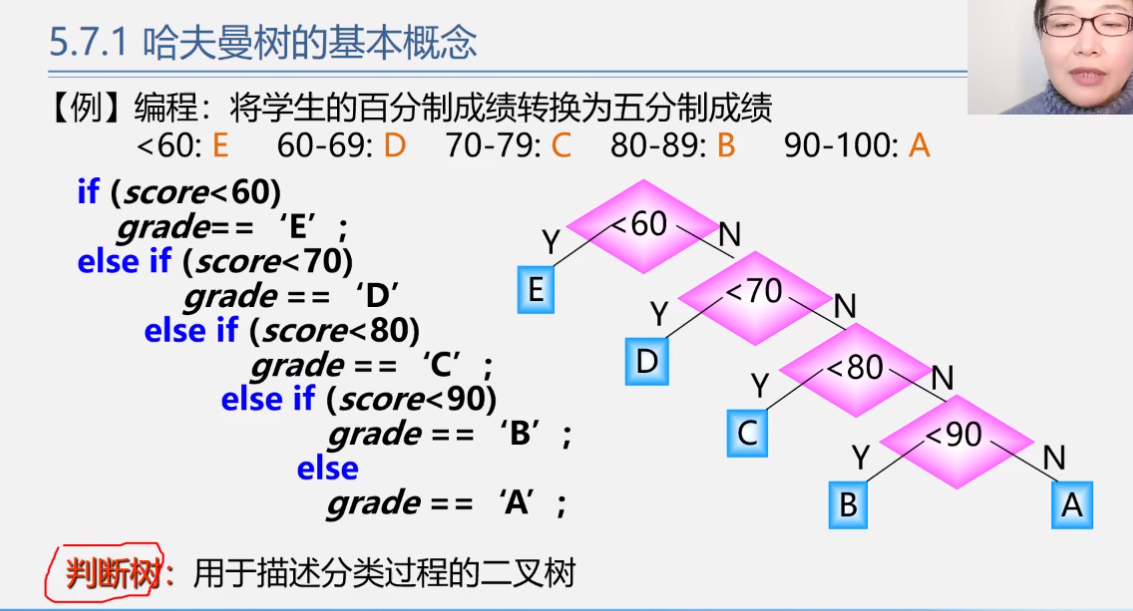 5.7.1 哈夫曼树的基本概念
【例】编程：将学生的百分制成绩转换为五分制成绩
<60: E 60-69: D 70-79: C 80-89: B 90-100: A
if (score<60)
grade== ‘E’ ;
else if (score<70)
grade == ‘D’
else if (score<80)
grade == ‘C’ ;
else if (score<90)
grade == ‘B’ ;
else
grade == ‘A’ ;
<60
Y
N
E
<70
Y
N
D
<80
Y
N
C
<90
Y
N
B
A
判断树：用于描述分类过程的二叉树